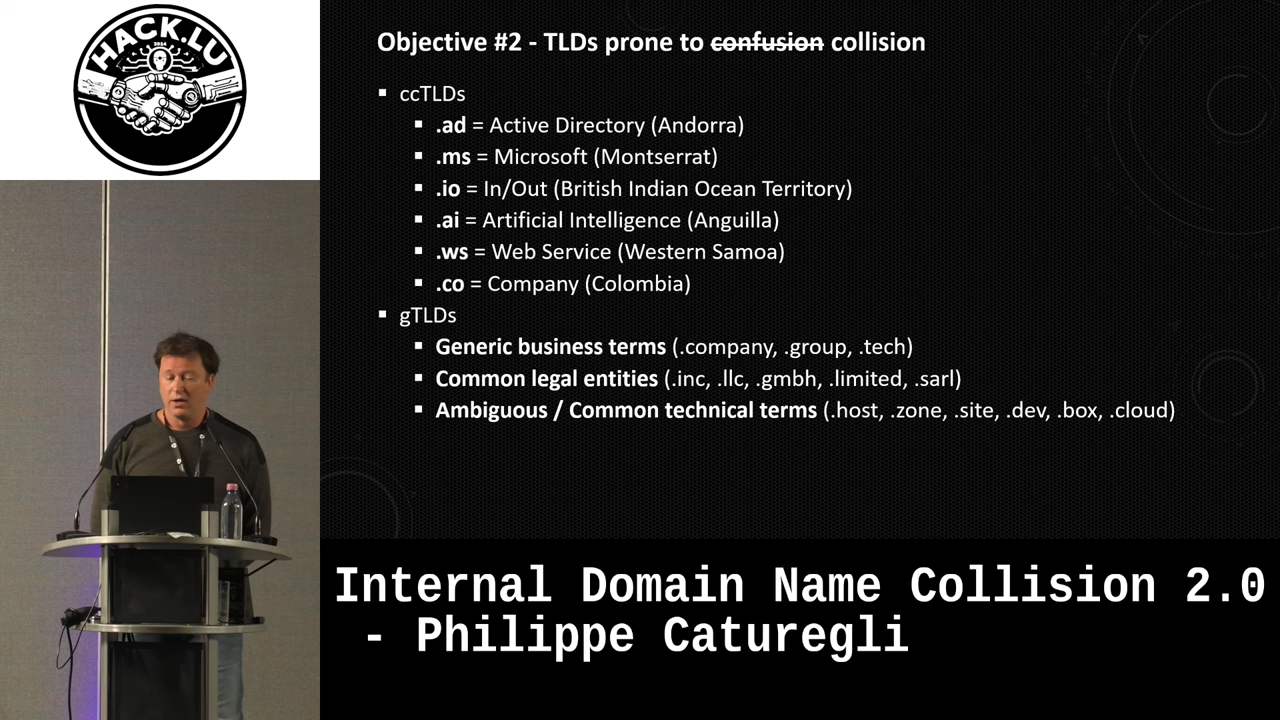 HACK.LU
2024
Objective #2 - TLDs prone to confusion collision
▪ ccTLDs
▪ .ad = Active Directory (Andorra)
▪ .ms = Microsoft (Montserrat)
▪ .io = In/Out (British Indian Ocean Territory)
▪ .ai = Artificial Intelligence (Anguilla)
▪ .ws = Web Service (Western Samoa)
▪ .co = Company (Colombia)
▪ gTLDs
▪ Generic business terms (.company, .group, .tech)
▪ Common legal entities (.inc, .llc, .gmbh, .limited, .sarl)
▪ Ambiguous / Common technical terms (.host, .zone, .site, .dev, .box, .cloud)
Internal Domain Name Collision 2.0
- Philippe Caturegli